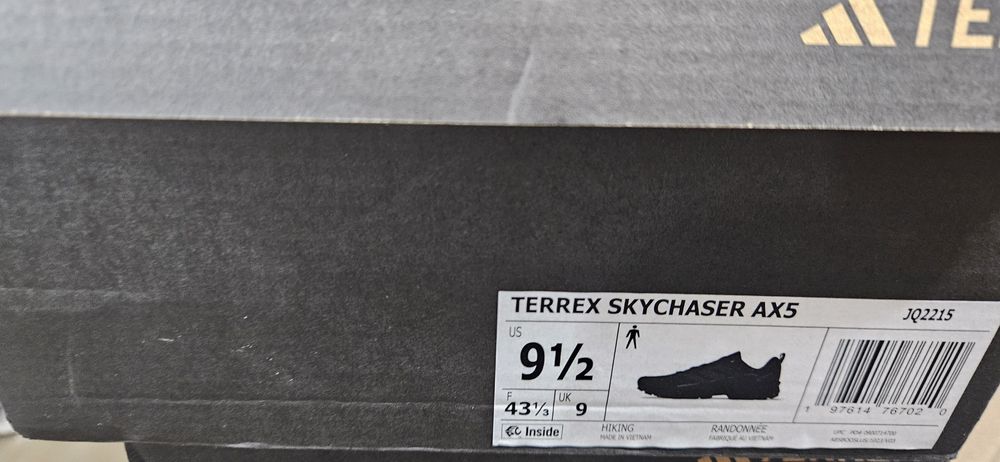 TE
TERREX SKYCHASER AX5
JQ2215
US
9½
F
43⅓
UK
9
Inside
HIKING
MADE IN VIETNAM
RANDONNÉE
FABRIQUÉ AU VIETNAM
1 97614 76702 0